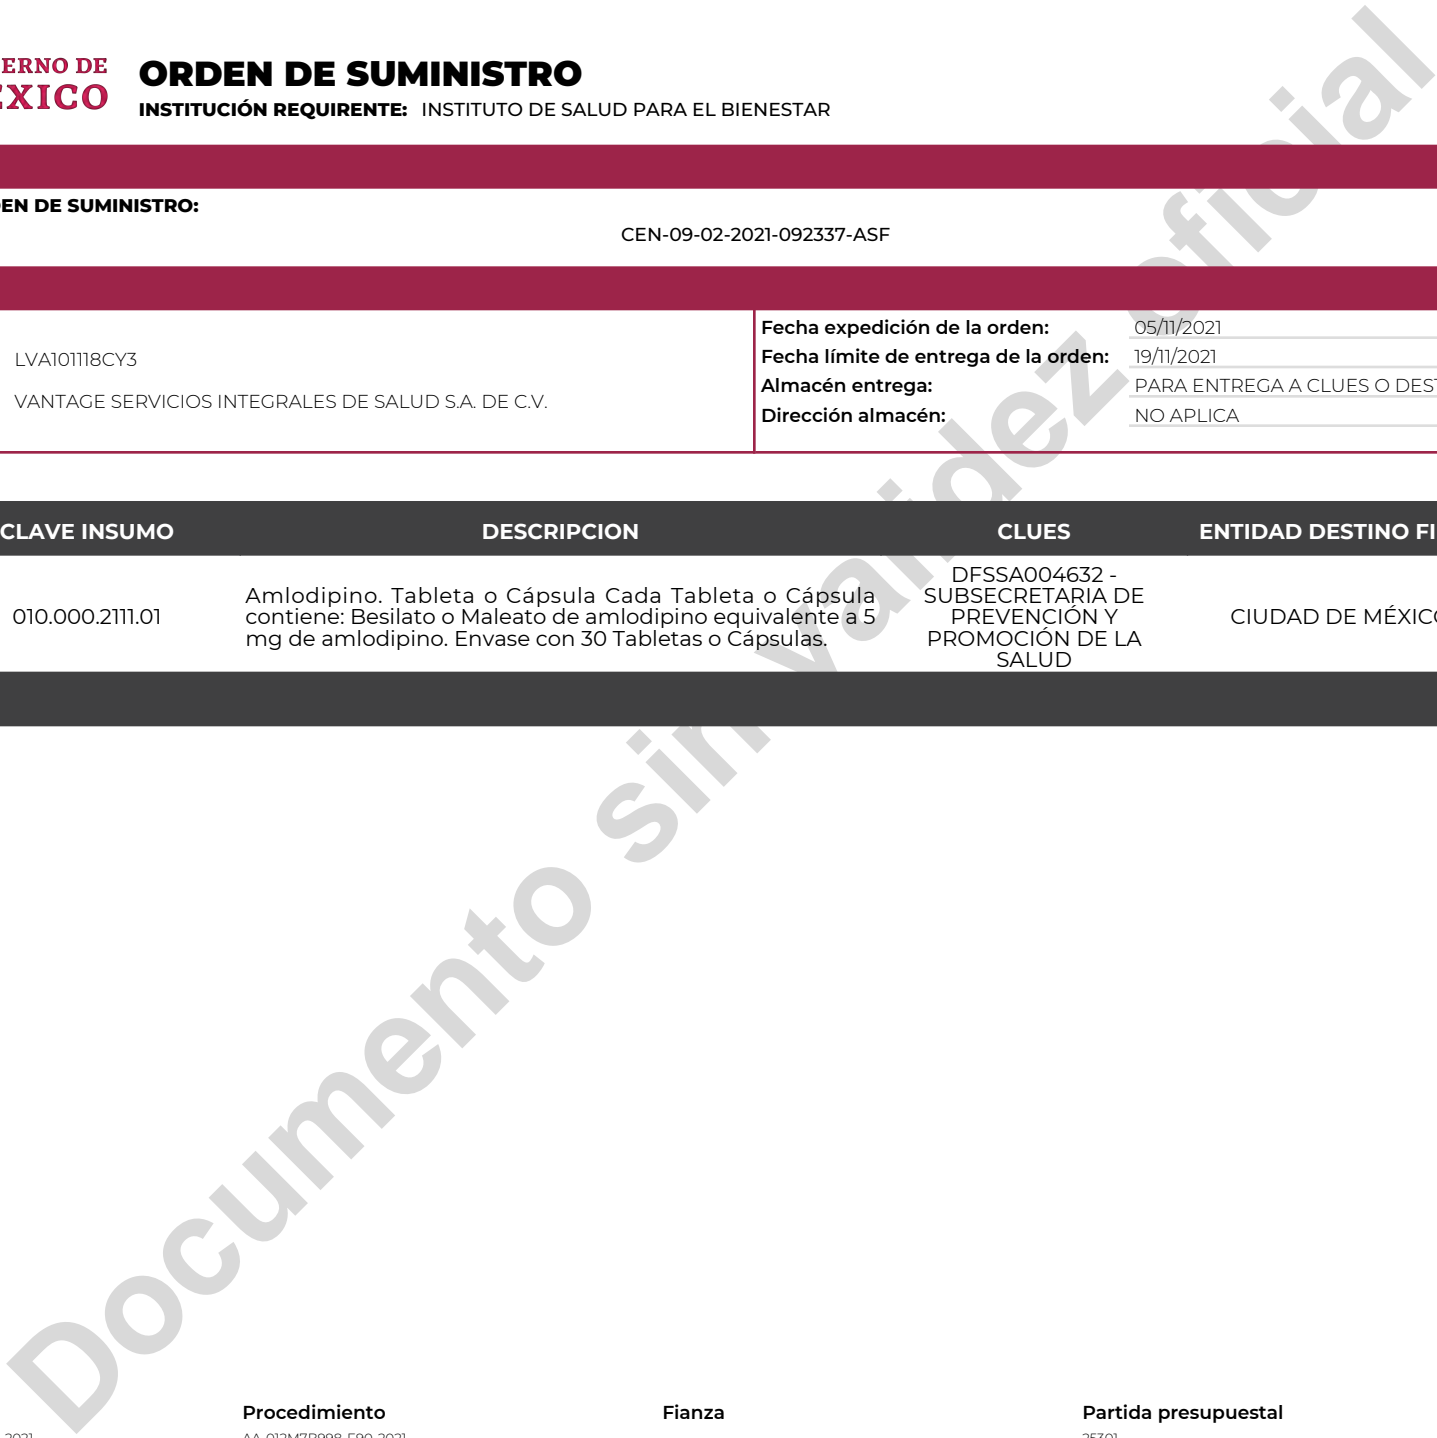 ERNO DE
ORDEN DE SUMINISTRO
INSTITUCIÓN REQUIRENTE: INSTITUTO DE SALUD PARA EL BIENESTAR
EN DE SUMINISTRO:
CEN-09-02-2021-092337-ASF
LVA101118CY3
VANTAGE SERVICIOS INTEGRALES DE SALUD S.A. DE C.V.
Fecha expedición de la orden: 05/11/2021
Fecha límite de entrega de la orden: 19/11/2021
Almacén entrega: PARA ENTREGA A CLUES O DEST
Dirección almacén: NO APLICA
CLAVE INSUMO DESCRIPCION CLUES ENTIDAD DESTINO FI
010.000.2111.01
Amlodipino. Tableta o Cápsula Cada Tableta o Cápsula
contiene: Besilato o Maleato de amlodipino equivalente a 5
mg de amlodipino. Envase con 30 Tabletas o Cápsulas.
DFSSA004632 -
SUBSECRETARIA DE
PREVENCIÓN Y
PROMOCIÓN DE LA
SALUD
CIUDAD DE MÉXICO
Documento sin validez oficial
Procedimiento Fianza Partida presupuestal